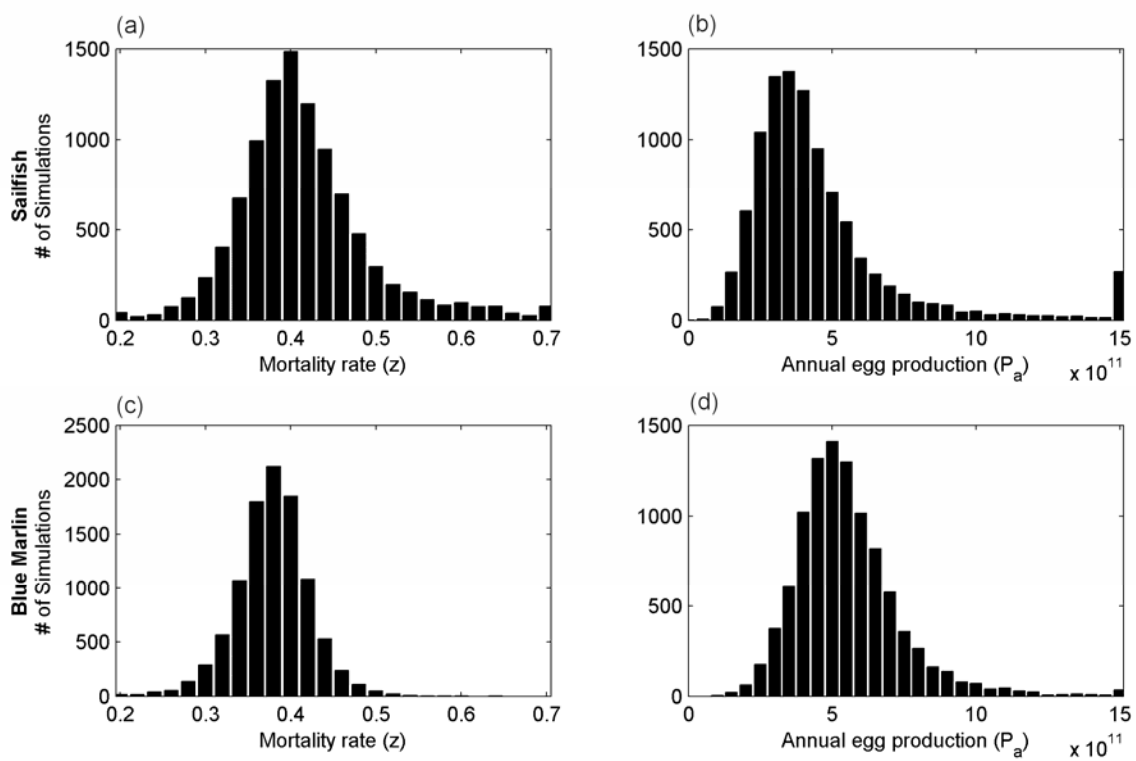 (a)
(b)
Sailfish
# of Simulations
1500
1000
500
0
0.2 0.3 0.4 0.5 0.6 0.7
Mortality rate (z)
1500
1000
500
0
0 5 10 15
Annual egg production (Pₐ) x 10¹¹
(c)
(d)
Blue Marlin
# of Simulations
2500
2000
1500
1000
500
0
0.2 0.3 0.4 0.5 0.6 0.7
Mortality rate (z)
1500
1000
500
0
0 5 10 15
Annual egg production (Pₐ) x 10¹¹